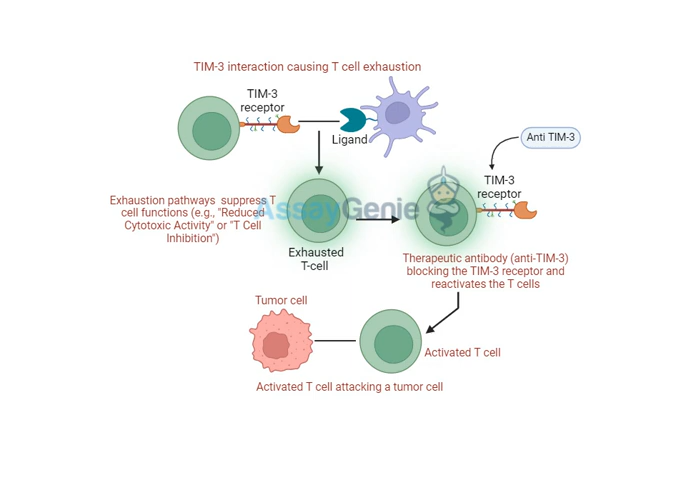 TIM-3 interaction causing T cell exhaustion
TIM-3
receptor
Ligand
Anti TIM-3
TIM-3
receptor
Exhaustion pathways suppress T
cell functions (e.g., "Reduced
Cytotoxic Activity" or "T Cell
Inhibition")
AssayGenie
Exhausted
T-cell
Therapeutic antibody (anti-TIM-3)
blocking the TIM-3 receptor and
reactivates the T cells
Tumor cell
Activated T cell
Activated T cell attacking a tumor cell